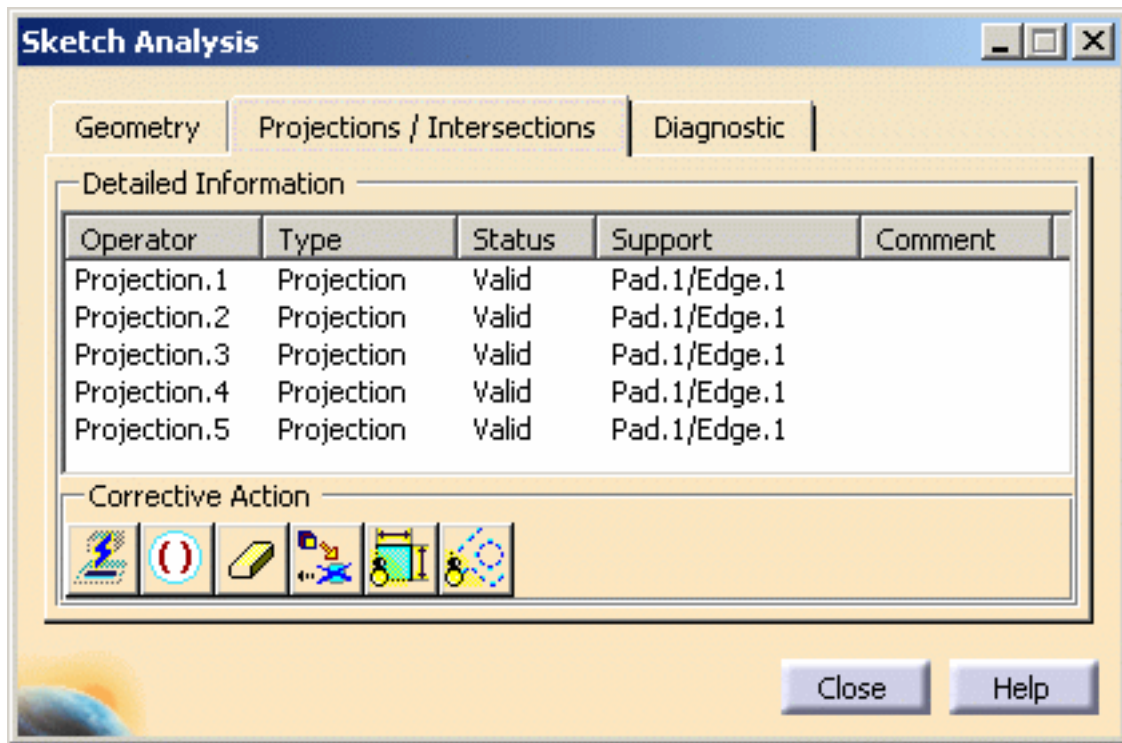 Sketch Analysis
Geometry Projections / Intersections Diagnostic
Detailed Information
Operator Type Status Support Comment
Projection.1 Projection Valid Pad.1/Edge.1
Projection.2 Projection Valid Pad.1/Edge.1
Projection.3 Projection Valid Pad.1/Edge.1
Projection.4 Projection Valid Pad.1/Edge.1
Projection.5 Projection Valid Pad.1/Edge.1
Corrective Action
Close Help